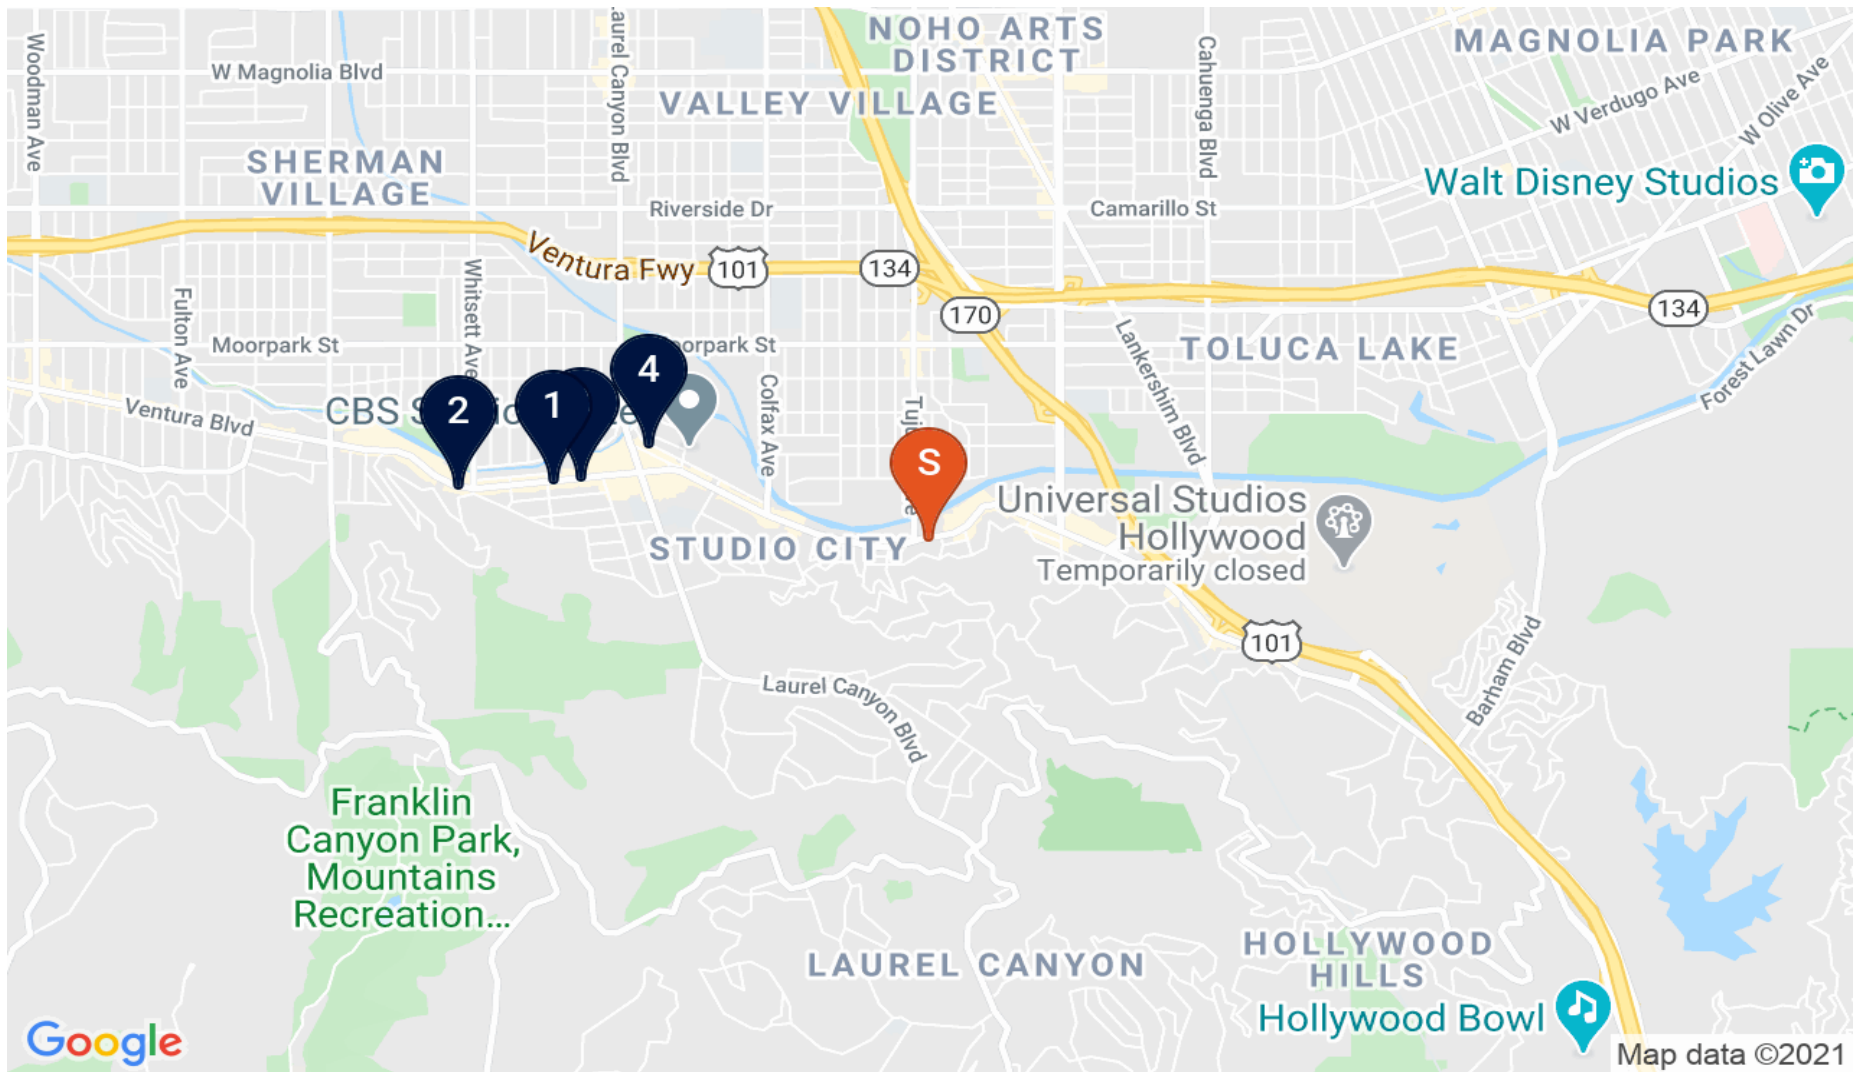 NOHO ARTS
DISTRICT
MAGNOLIA PARK
Woodman Ave
W Magnolia Blvd
aurel Canyon Blvd
Cahuenga Blvd
VALLEY VILLAGE
W Verdugo Ave
W Olive Ave
SHERMAN
VILLAGE
Walt Disney Studios
Riverside Dr
Camarillo St
Ventura Fwy
101
134
170
134
Fulton Ave
Whitsett Ave
Moorpark St
oorpark St
TOLUCA LAKE
Lankershim Blvd
Forest Lawn Dr
Ventura Blvd
CBS S
2
1
4
Colfax Ave
S
Universal Studios
Hollywood
Temporarily closed
STUDIO CITY
101
Barham Blvd
Laurel Canyon Blvd
Franklin
Canyon Park,
Mountains
Recreation...
LAUREL CANYON
HOLLYWOOD
HILLS
Hollywood Bowl
Google
Map data ©2021